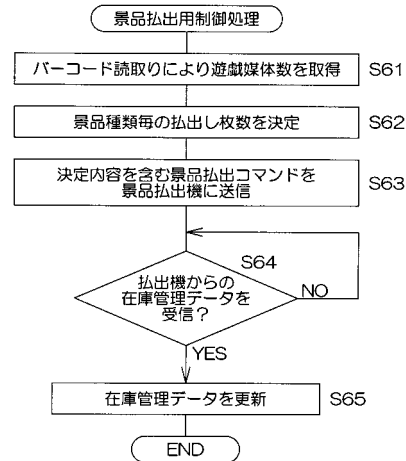 景品払出用制御処理
バーコード読取りにより遊戯媒体数を取得 S61
景品種類毎の払出し枚数を決定 S62
決定内容を含む景品払出コマンドを
景品払出機に送信 S63
S64
払出機からの
在庫管理データを
受信？
NO
YES
在庫管理データを更新 S65
END